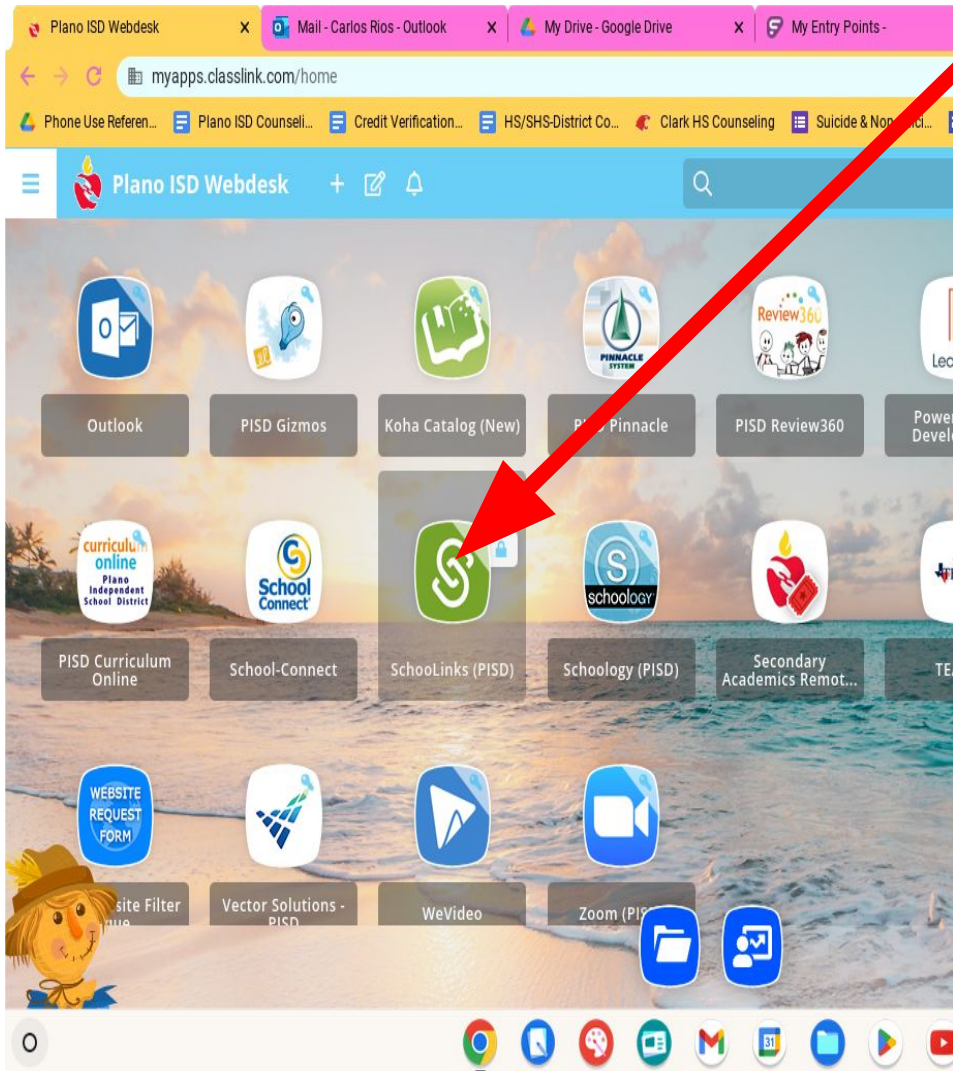 Plano ISD Webdesk
Mail - Carlos Rios - Outlook
My Drive - Google Drive
My Entry Points -
myapps.classlink.com/home
Phone Use Referen...
Plano ISD Counseli...
Credit Verification...
HS/SHS-District Co...
Clark HS Counseling
Suicide &
Plano ISD Webdesk
Review360
PINNACLE
SYSTEM
Outlook
PISD Gizmos
Koha Catalog (New)
Pinnacle
PISD Review360
curriculum
online
Plano
Independent
School District
School
Connect
S
schoology
PISD Curriculum
Online
School-Connect
SchooLinks (PISD)
Schoology (PISD)
Secondary
Academics Remot...
WEBSITE
REQUEST
FORM
site Filter
Vector Solutions -
PISD
WeVideo
Zoom
31